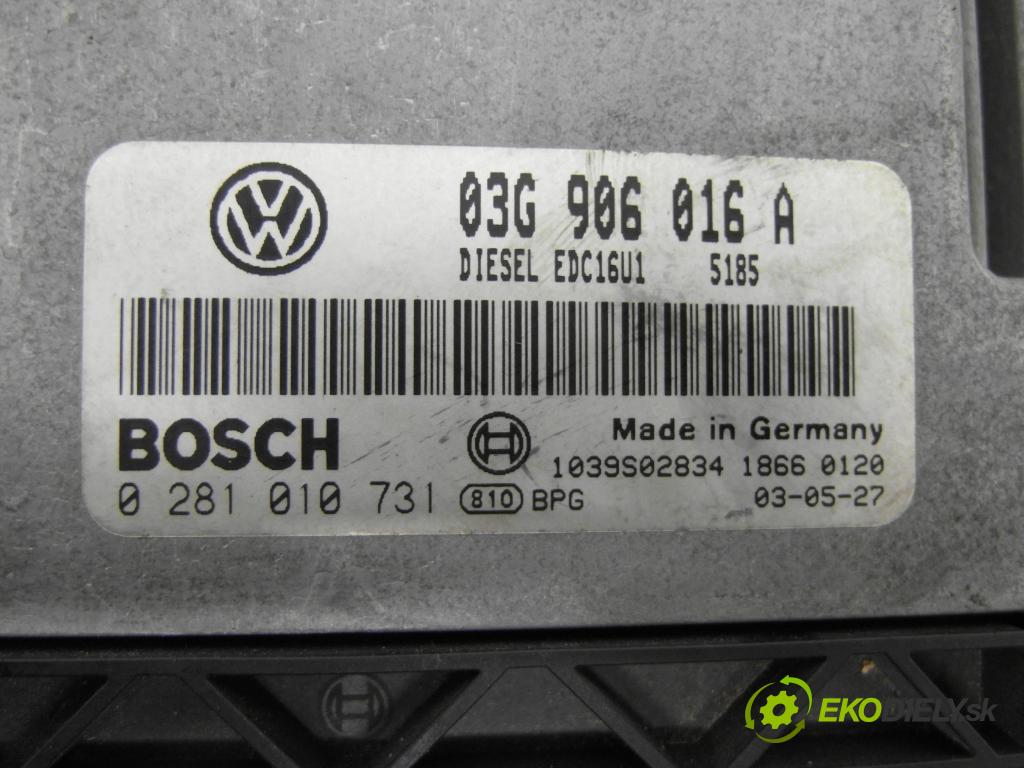 03G 906 016 A
DIESEL EDC16U1 5185
BOSCH
Made in Germany
1039S02834 1866 0120
0 281 010 731 810 BPG 03-05-27
EKODIELY.sk